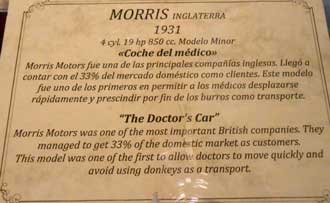 MORRIS INGLATERRA
1931
4 cyl. 19 hp 850 cc. Modelo Minor
«Coche del médico»
Morris Motors fue una de las principales compañías inglesas. Llegó a
contar con el 33% del mercado doméstico como clientes. Este modelo
fue uno de los primeros en permitir a los médicos desplazarse
rápidamente y prescindir por fin de los burros como transporte.
“The Doctor’s Car”
Morris Motors was one of the most important British companies. They
managed to get 33% of the domestic market as customers.
This model was one of the first to allow doctors to move quickly and
avoid using donkeys as a transport.